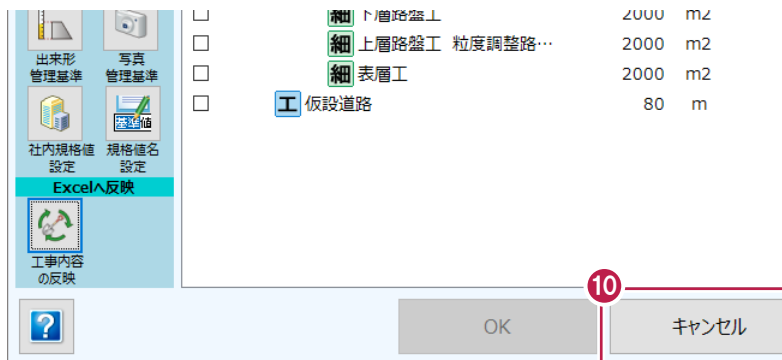 細 下層路盤工 2000 m2
細 上層路盤工 粒度調整路… 2000 m2
細 表層工 2000 m2
工 仮設道路 80 m
出来形
管理基準
写真
管理基準
基準値
社内規格値
設定
規格値名
設定
Excelへ反映
工事内容
の反映
10
?
OK
キャンセル